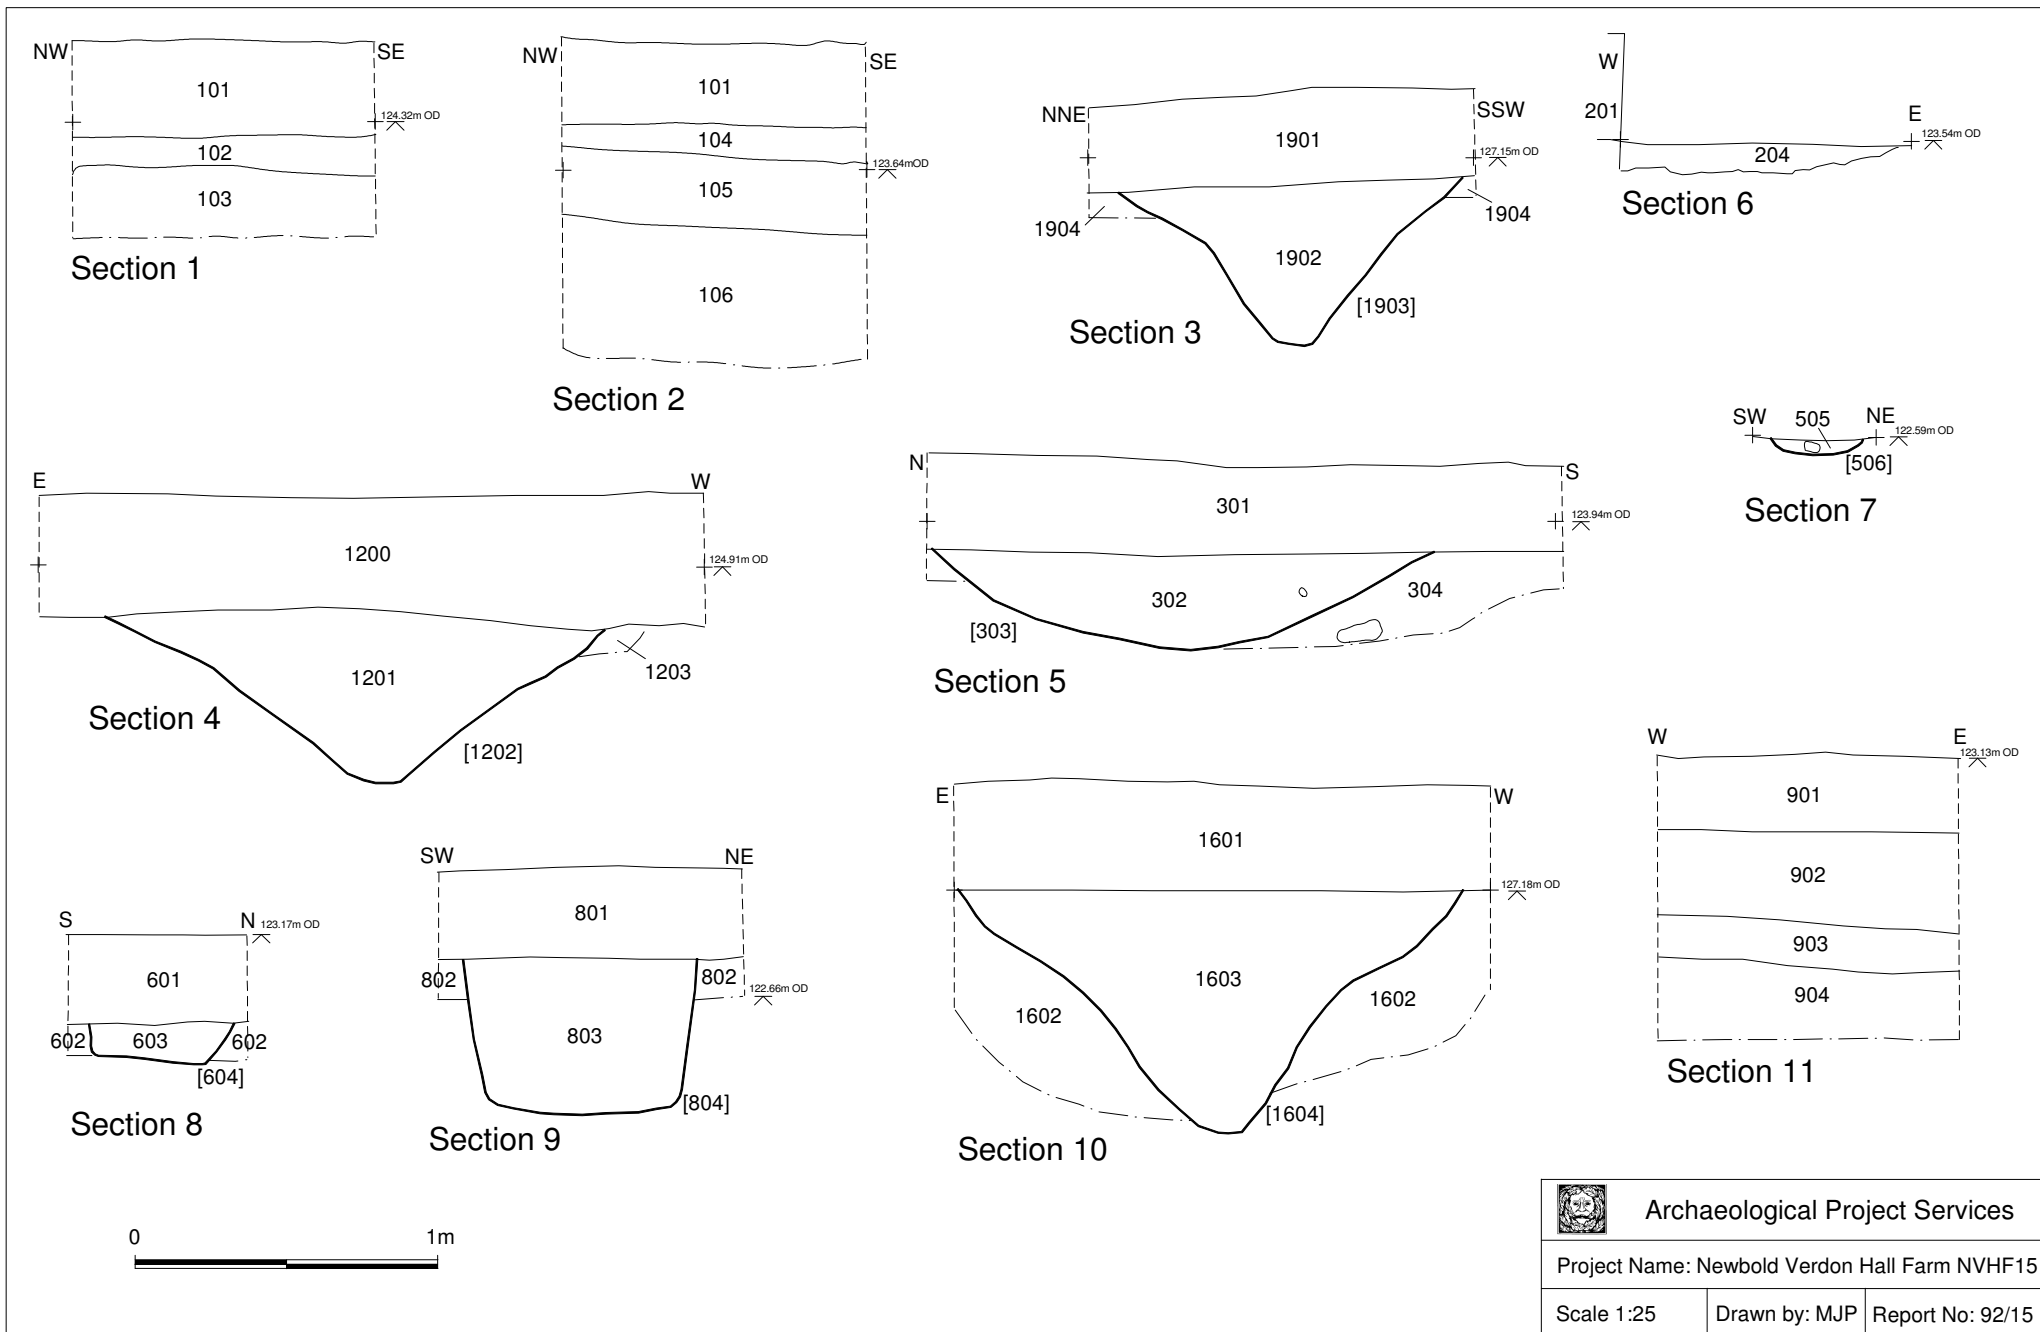 NW
SE
101
124.32m OD
102
103
Section 1
NW
SE
101
104
123.64mOD
105
106
Section 2
NNE
SSW
1901
127.15m OD
1904
1904
1902
[1903]
Section 3
W
201
E
123.54m OD
204
Section 6
SW
505
NE
122.59m OD
[506]
Section 7
E
W
1200
124.91m OD
1201
1203
[1202]
Section 4
N
S
301
123.94m OD
302
304
[303]
Section 5
S
N
123.17m OD
601
602
603
602
[604]
Section 8
SW
NE
801
802
802
122.66m OD
803
[804]
Section 9
E
W
1601
127.18m OD
1603
1602
1602
[1604]
Section 10
W
E
123.13m OD
901
902
903
904
Section 11
0
1m
Archaeological Project Services
Project Name: Newbold Verdon Hall Farm NVHF15
Scale 1:25
Drawn by: MJP
Report No: 92/15